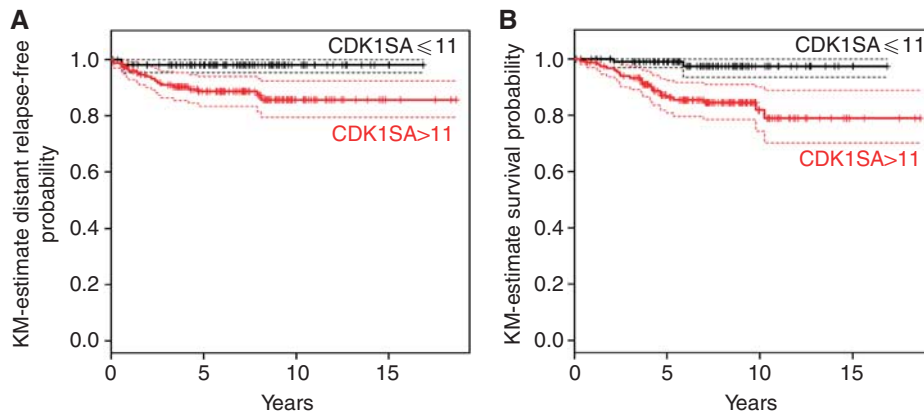 A
KM-estimate distant relapse-free
probability
1.0
0.8
0.6
0.4
0.2
0.0
CDK1SA ⩽ 11
CDK1SA>11
0
5
10
15
Years
B
KM-estimate survival probability
1.0
0.8
0.6
0.4
0.2
0.0
CDK1SA ⩽ 11
CDK1SA>11
0
5
10
15
Years